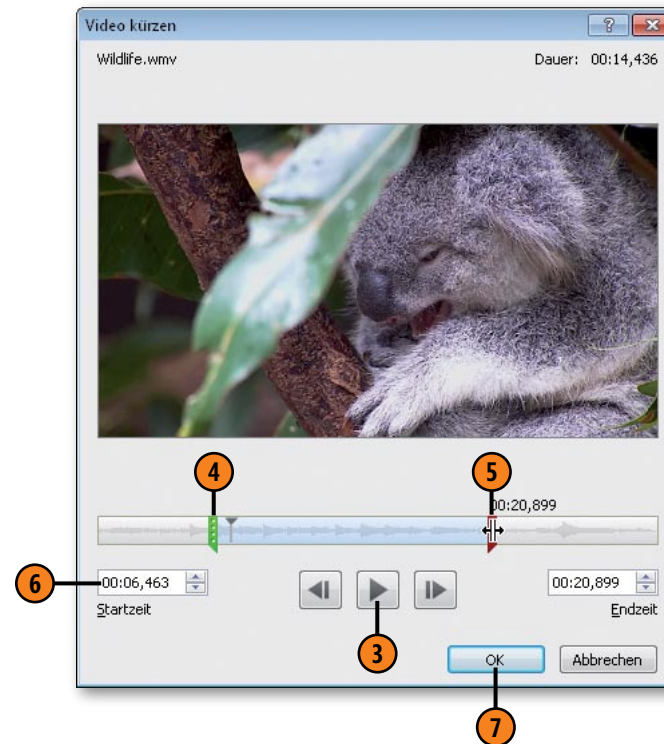 Video kürzen
Wildlife.wmv
Dauer: 00:14,436
4
5
00:20,899
6
00:06,463
00:20,899
Startzeit
Endzeit
3
OK
Abbrechen
7